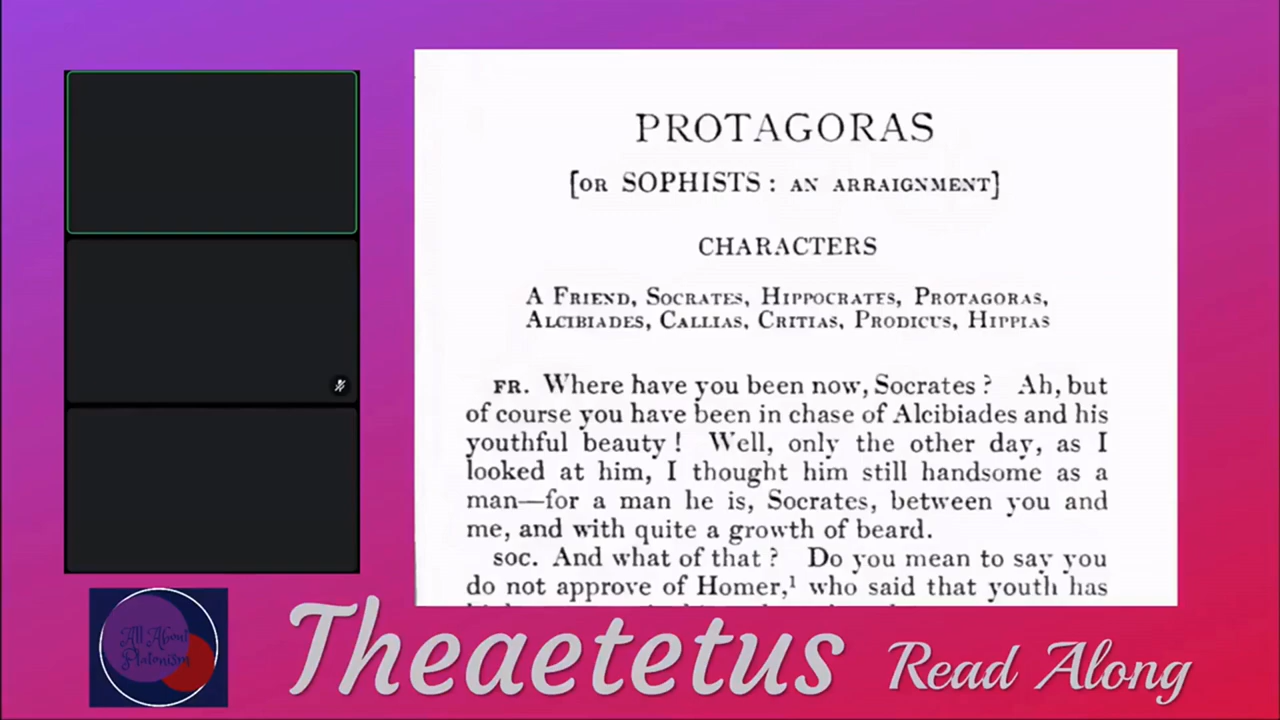 PROTAGORAS
[OR SOPHISTS : AN ARRAIGNMENT]
CHARACTERS
A FRIEND, SOCRATES, HIPPOCRATES, PROTAGORAS,
ALCIBIADES, CALLIAS, CRITIAS, PRODICUS, HIPPIAS
FR. Where have you been now, Socrates ? Ah, but
of course you have been in chase of Alcibiades and his
youthful beauty ! Well, only the other day, as I
looked at him, I thought him still handsome as a
man—for a man he is, Socrates, between you and
me, and with quite a growth of beard.
SOC. And what of that ? Do you mean to say you
do not approve of Homer,¹ who said that youth has
All About
Platonism
Theaetetus Read Along